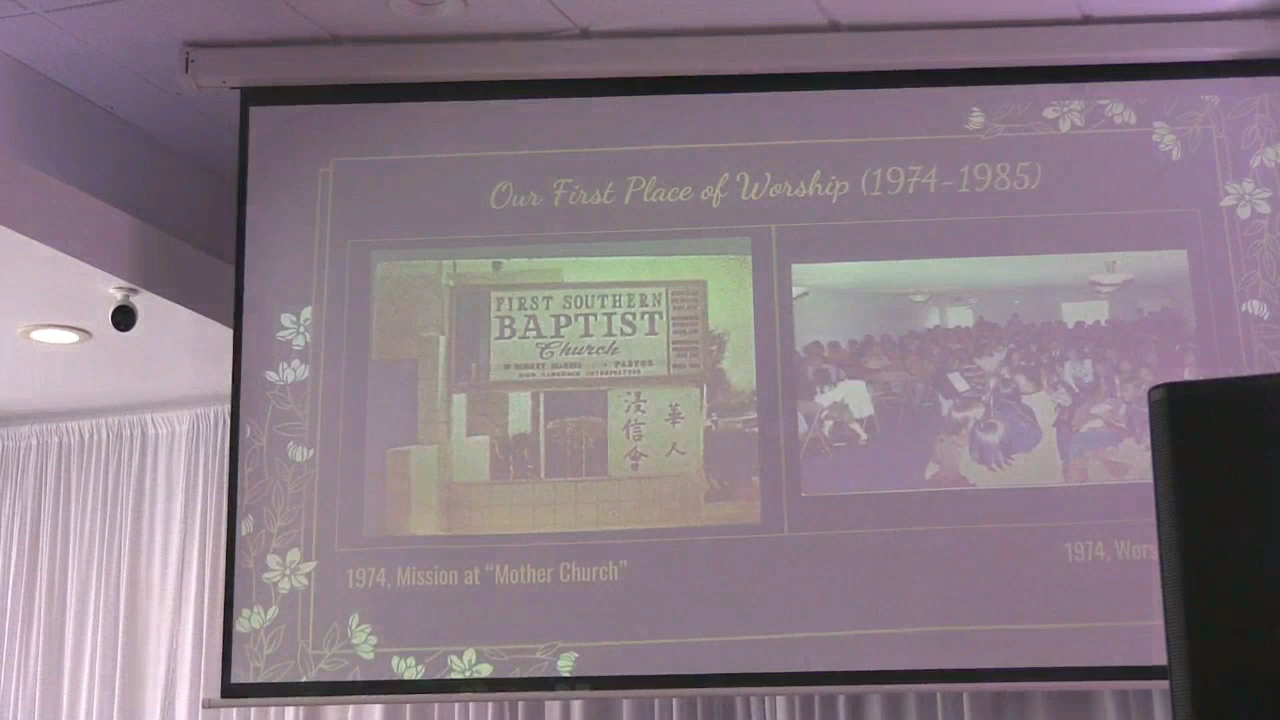 Our First Place of Worship (1974-1985)
FIRST SOUTHERN
BAPTIST
Church
PASTOR
浸信會
華人
1974, Mission at “Mother Church”
1974, Wors